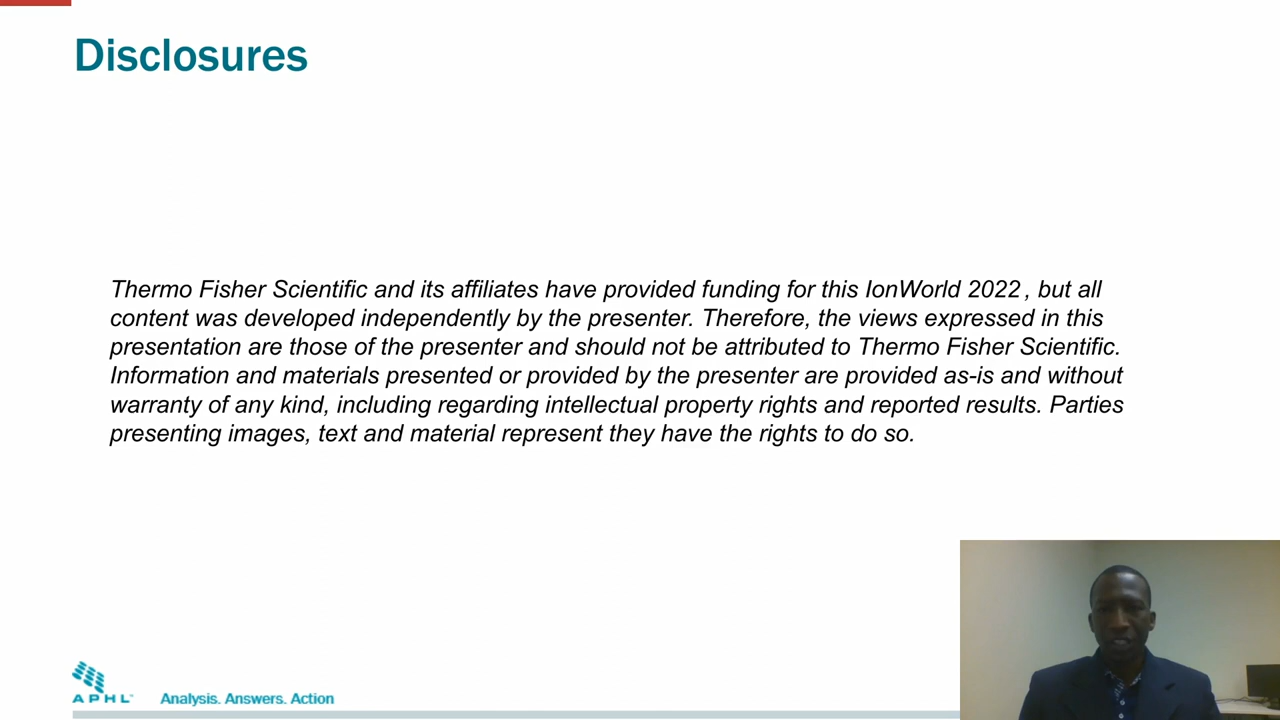 Disclosures
Thermo Fisher Scientific and its affiliates have provided funding for this IonWorld 2022, but all
content was developed independently by the presenter. Therefore, the views expressed in this
presentation are those of the presenter and should not be attributed to Thermo Fisher Scientific.
Information and materials presented or provided by the presenter are provided as-is and without
warranty of any kind, including regarding intellectual property rights and reported results. Parties
presenting images, text and material represent they have the rights to do so.
APHL™
Analysis. Answers. Action